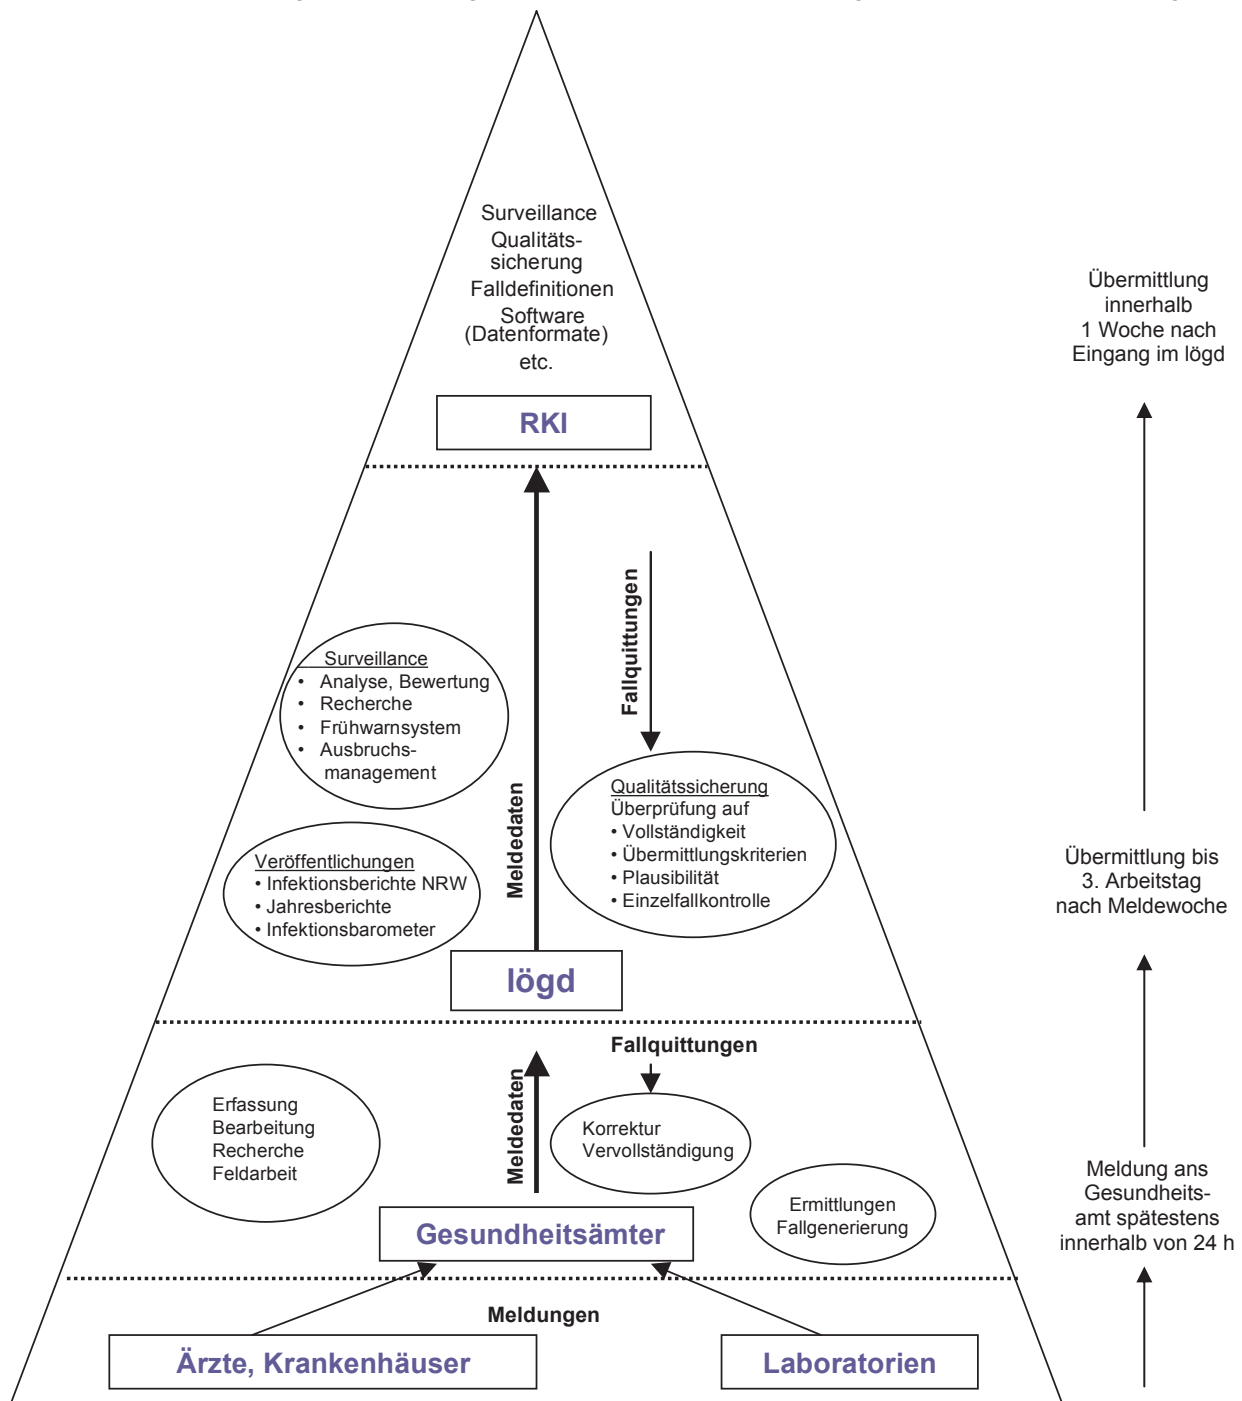 Surveillance
Qualitäts-
sicherung
Falldefinitionen
Software
(Datenformate)
etc.
RKI
Übermittlung
innerhalb
1 Woche nach
Eingang im lögd
Fallquittungen
Meldedaten
Surveillance
• Analyse, Bewertung
• Recherche
• Frühwarnsystem
• Ausbruchs-
management
Qualitätssicherung
Überprüfung auf
• Vollständigkeit
• Übermittlungskriterien
• Plausibilität
• Einzelfallkontrolle
Veröffentlichungen
• Infektionsberichte NRW
• Jahresberichte
• Infektionsbarometer
Übermittlung bis
3. Arbeitstag
nach Meldewoche
lögd
Fallquittungen
Meldedaten
Erfassung
Bearbeitung
Recherche
Feldarbeit
Korrektur
Vervollständigung
Ermittlungen
Fallgenerierung
Meldung ans
Gesundheits-
amt spätestens
innerhalb von 24 h
Gesundheitsämter
Meldungen
Ärzte, Krankenhäuser
Laboratorien